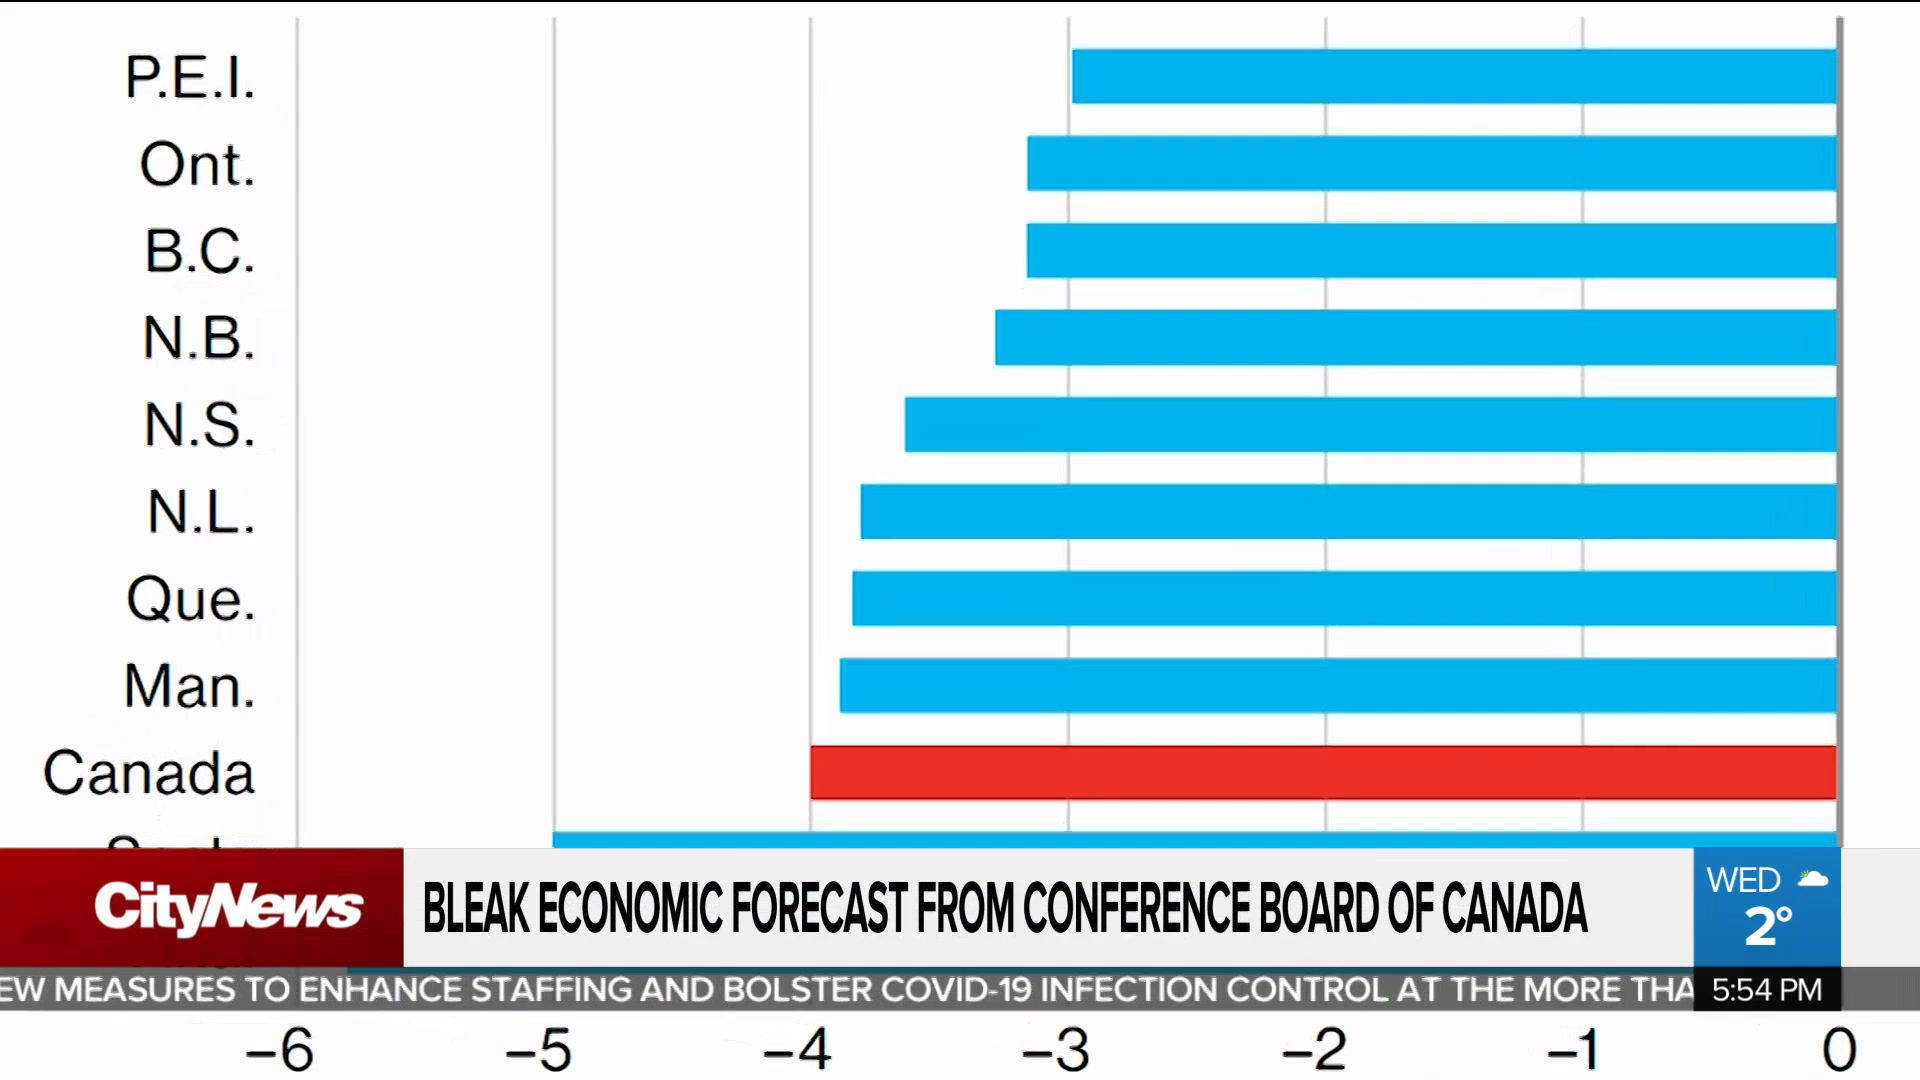 P.E.I.
Ont.
B.C.
N.B.
N.S.
N.L.
Que.
Man.
Canada
CityNews
BLEAK ECONOMIC FORECAST FROM CONFERENCE BOARD OF CANADA
WED
2°
MEASURES TO ENHANCE STAFFING AND BOLSTER COVID-19 INFECTION CONTROL AT THE MORE
5:54 PM
–6 –5 –4 –3 –2 –1 0